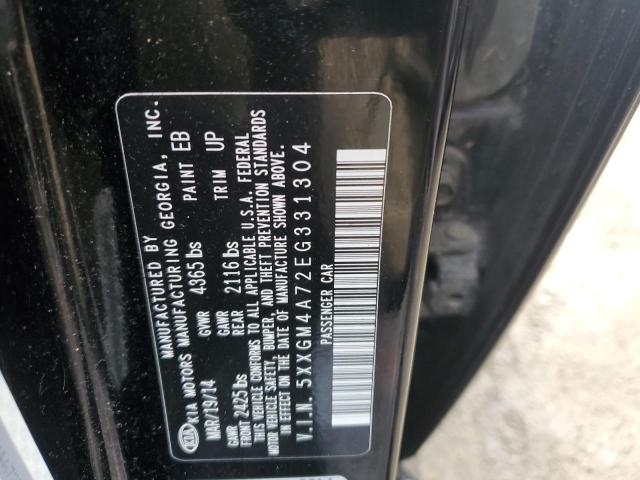 MANUFACTURED BY
KIA KIA MOTORS MANUFACTURING GEORGIA, INC.
MAR/19/14 GVWR 4365 lbs PAINT EB
GAWR FRONT 2425 lbs GAWR REAR 2116 lbs TRIM UP
THIS VEHICLE CONFORMS TO ALL APPLICABLE U.S.A. FEDERAL
MOTOR VEHICLE SAFETY, BUMPER, AND THEFT PREVENTION STANDARDS
IN EFFECT ON THE DATE OF MANUFACTURE SHOWN ABOVE.
V.I.N. 5XXGM4A72EG331304
PASSENGER CAR